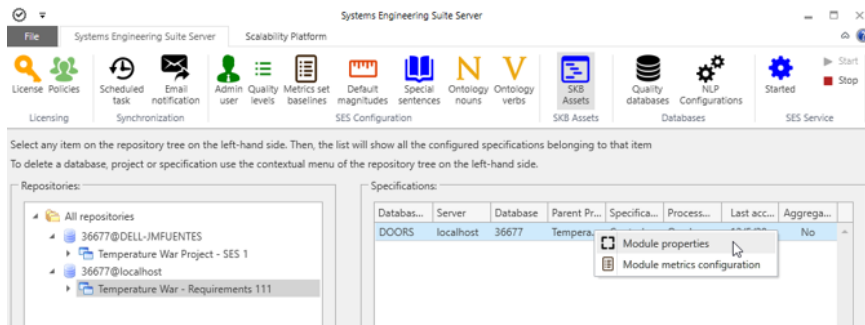 Systems Engineering Suite Server
File Systems Engineering Suite Server Scalability Platform
License Policies Scheduled task Email notification Admin user Quality levels Metrics set baselines Default magnitudes Special sentences Ontology nouns Ontology verbs SKB Assets Quality databases NLP Configurations Started Start
Stop
Licensing Synchronization SES Configuration SKB Assets Databases SES Service
Select any item on the repository tree on the left-hand side. Then, the list will show all the configured specifications belonging to that item
To delete a database, project or specification use the contextual menu of the repository tree on the left-hand side.
Repositories: Specifications:
All repositories
36677@DELL-JMFUENTES
Temperature War Project - SES 1
36677@localhost
Temperature War - Requirements 111
Databas... Server Database Parent Pr... Specifica... Process... Last acc... Aggrega...
DOORS localhost 36677 Tempera... No
Module properties
Module metrics configuration